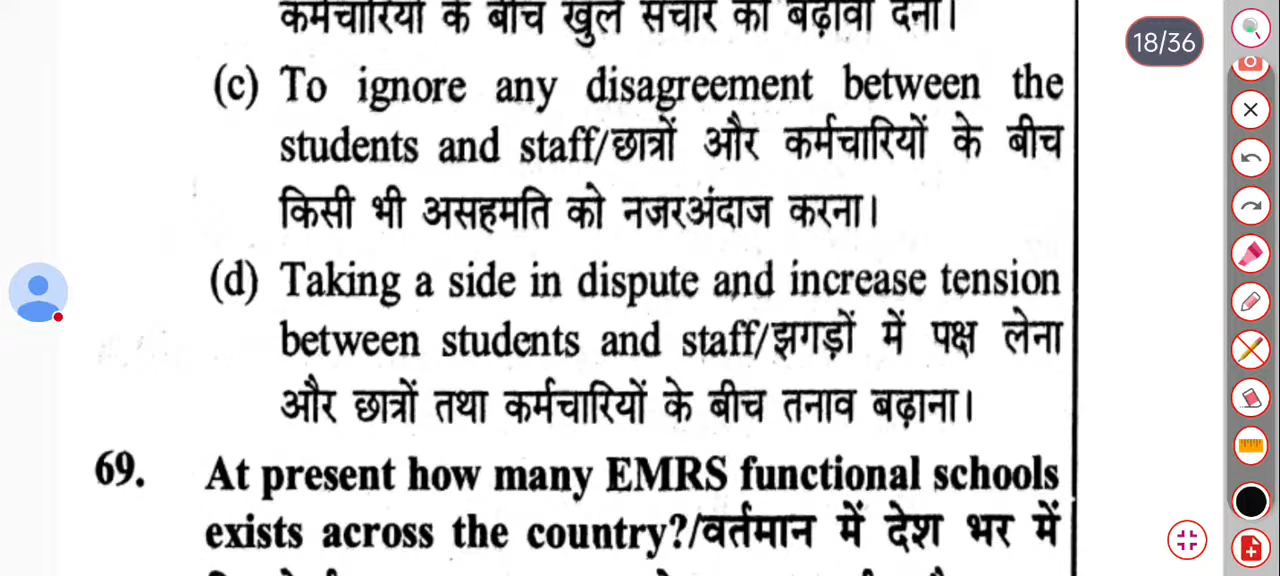 कर्मचारियों के बीच खुले संचार को बढ़ावा देना।
18/36
(c) To ignore any disagreement between the
students and staff/छात्रों और कर्मचारियों के बीच
किसी भी असहमति को नजरअंदाज करना।
(d) Taking a side in dispute and increase tension
between students and staff/झगड़ों में पक्ष लेना
और छात्रों तथा कर्मचारियों के बीच तनाव बढ़ाना।
69. At present how many EMRS functional schools
exists across the country?/वर्तमान में देश भर में